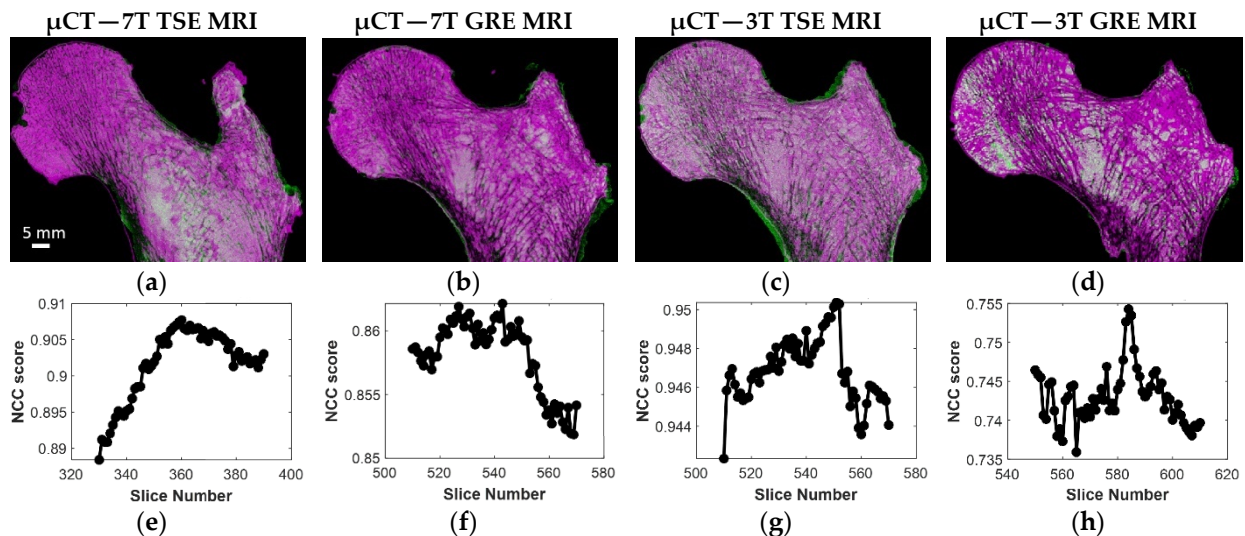 μCT—7T TSE MRI
μCT—7T GRE MRI
μCT—3T TSE MRI
μCT—3T GRE MRI
5 mm
(a)
(b)
(c)
(d)
0.91
0.905
0.9
0.895
0.89
NCC score
320
340
360
380
400
Slice Number
0.86
0.855
0.85
NCC score
500
520
540
560
580
Slice Number
0.95
0.948
0.946
0.944
NCC score
500
520
540
560
580
Slice Number
0.755
0.75
0.745
0.74
0.735
NCC score
540
560
580
600
620
Slice Number
(e)
(f)
(g)
(h)